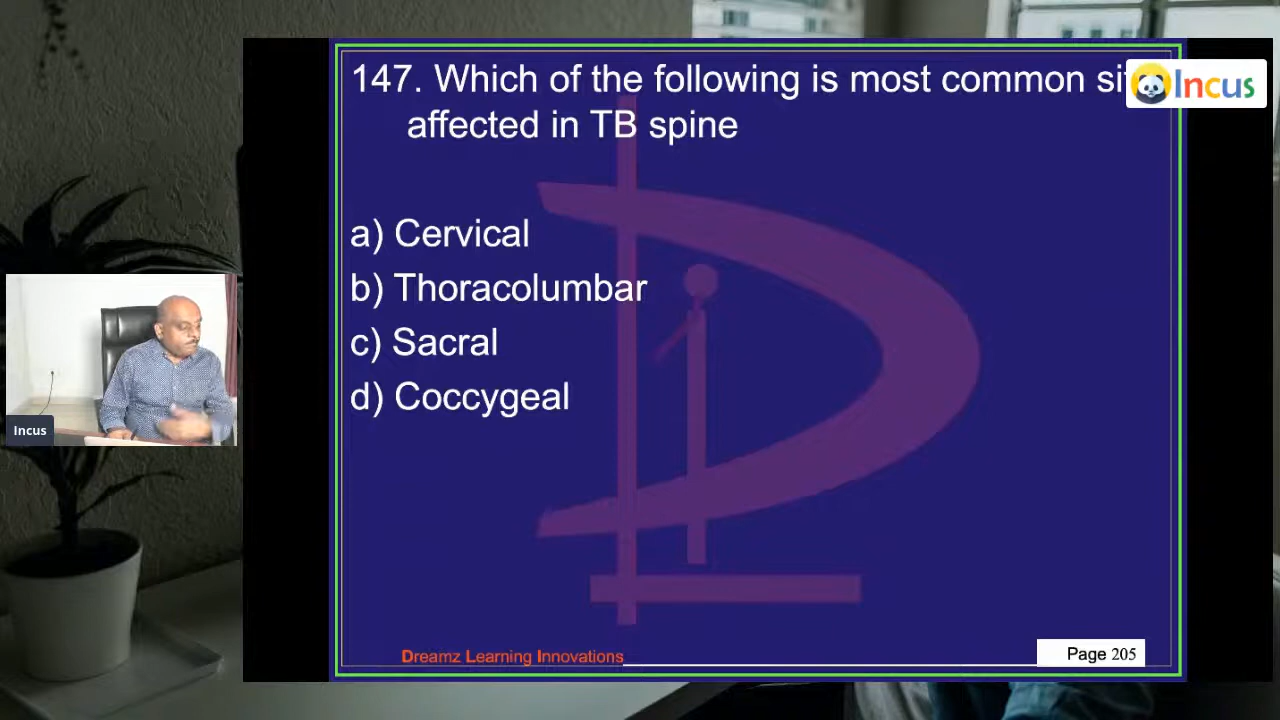 147. Which of the following is most common
affected in TB spine
a) Cervical
b) Thoracolumbar
c) Sacral
d) Coccygeal
Dreamz Learning Innovations
Page 205
Incus
Incus